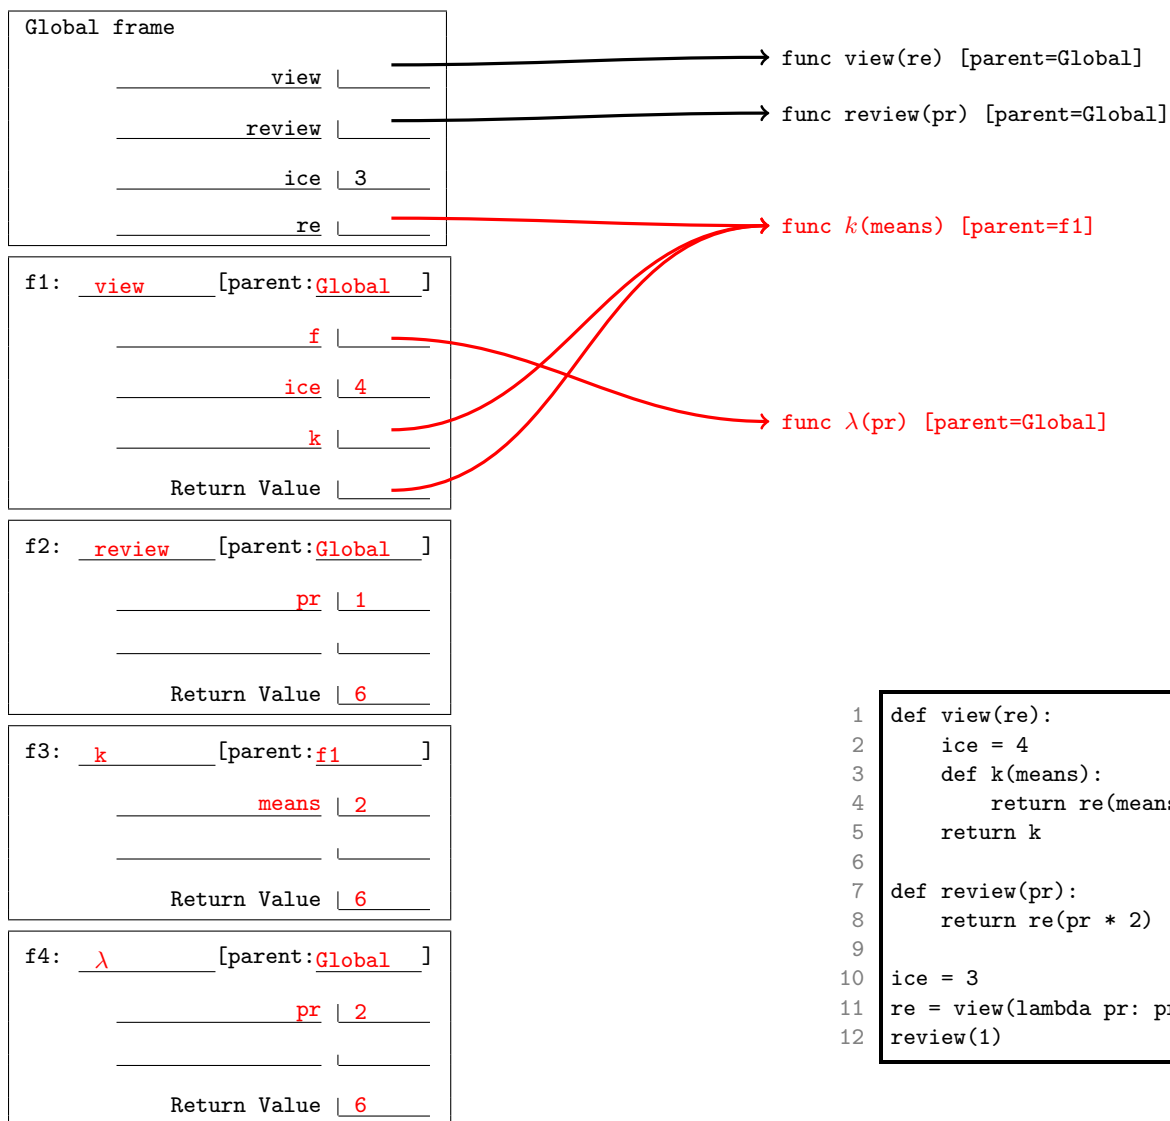 Global frame
view
func view(re) [parent=Global]
review
func review(pr) [parent=Global]
ice 3
re
func k(means) [parent=f1]
f1: view [parent:Global]
f
ice 4
func λ(pr) [parent=Global]
k
Return Value
f2: review [parent:Global]
pr 1
Return Value 6
f3: k [parent:f1]
means 2
Return Value 6
f4: λ [parent:Global]
pr 2
Return Value 6
1 def view(re):
2 ice = 4
3 def k(means):
4 return re(means
5 return k
6
7 def review(pr):
8 return re(pr * 2)
9
10 ice = 3
11 re = view(lambda pr: pr
12 review(1)